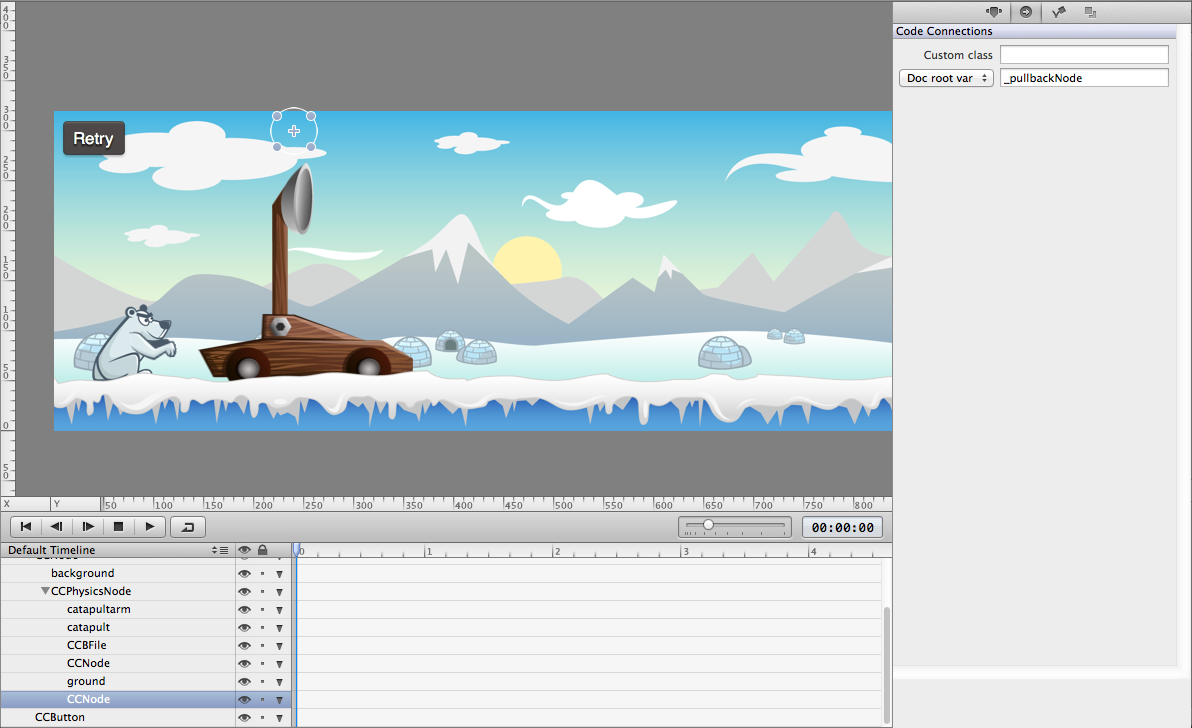 Code Connections
Custom class
Doc root var
_pullbackNode
Retry
400
350
300
250
200
150
100
50
0
50
X
Y
50
100
150
200
250
300
350
400
450
500
550
600
650
700
750
800
00:00:00
Default Timeline
0
1
2
3
4
background
CCPhysicsNode
catapultarm
catapult
CCBFile
CCNode
ground
CCNode
CCButton